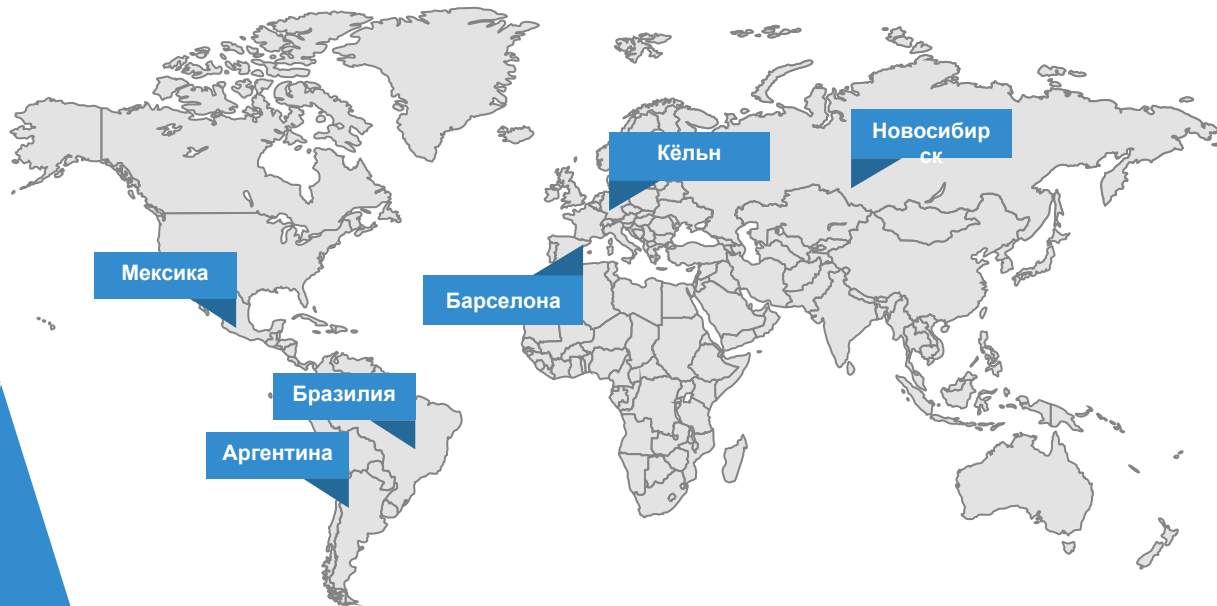 Кёльн
Новосибир
ск
Мексика
Барселона
Бразилия
Аргентина